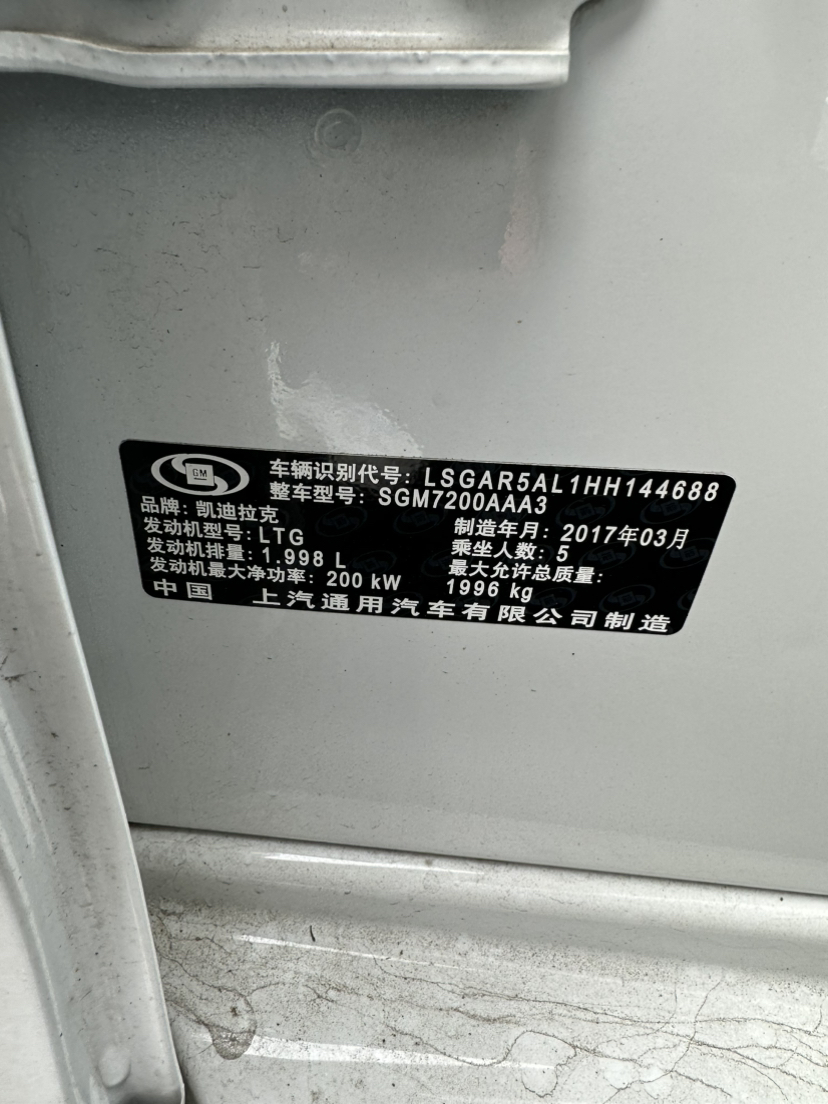 GM
车辆识别代号: LSGAR5AL1HH144688
整车型号: SGM7200AAA3
品牌: 凯迪拉克
发动机型号: LTG
发动机排量: 1.998 L
发动机最大净功率: 200 kW
制造年月: 2017年03月
乘坐人数: 5
最大允许总质量:
1996 kg
中国 上汽通用汽车有限公司制造